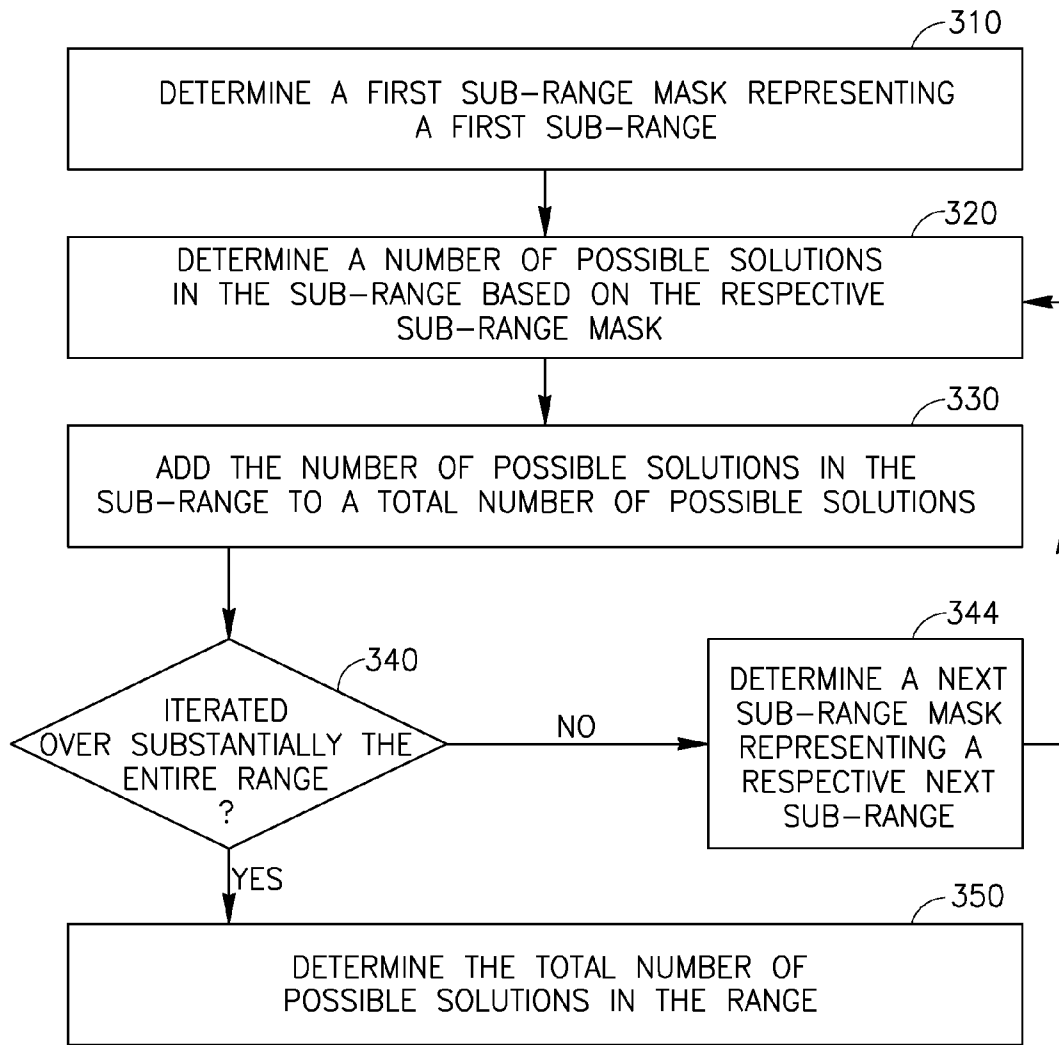 310
DETERMINE A FIRST SUB-RANGE MASK REPRESENTING
A FIRST SUB-RANGE
320
DETERMINE A NUMBER OF POSSIBLE SOLUTIONS
IN THE SUB-RANGE BASED ON THE RESPECTIVE
SUB-RANGE MASK
330
ADD THE NUMBER OF POSSIBLE SOLUTIONS IN THE
SUB-RANGE TO A TOTAL NUMBER OF POSSIBLE SOLUTIONS
340
ITERATED
OVER SUBSTANTIALLY THE
ENTIRE RANGE
?
NO
344
DETERMINE A NEXT
SUB-RANGE MASK
REPRESENTING A
RESPECTIVE NEXT
SUB-RANGE
YES
350
DETERMINE THE TOTAL NUMBER OF
POSSIBLE SOLUTIONS IN THE RANGE